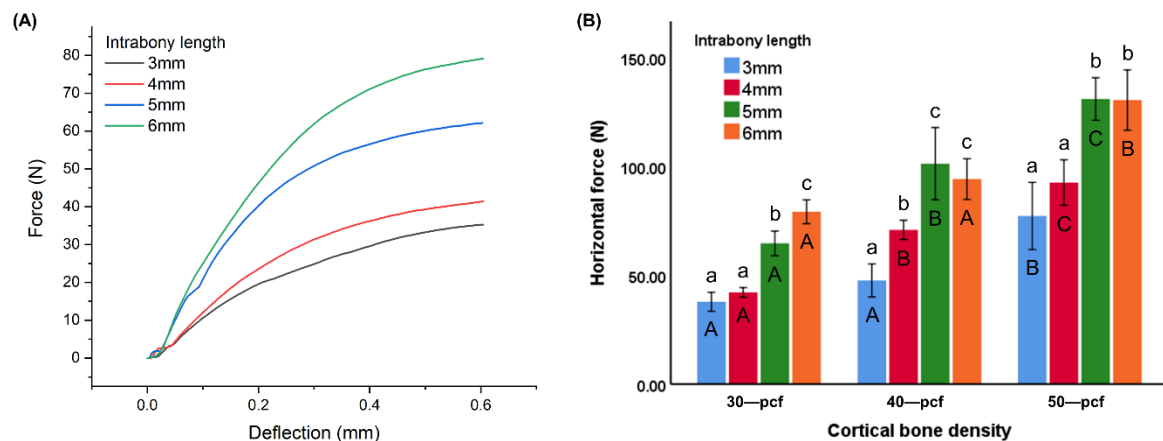 (A)
Intrabony length
3mm
4mm
5mm
6mm
80
70
60
50
40
30
20
10
0
0.0 0.2 0.4 0.6
Force (N)
Deflection (mm)
(B)
Intrabony length
3mm
4mm
5mm
6mm
150.00
100.00
50.00
0.00
Horizontal force (N)
a a b c
A A A A
a b c c
A B B A
a a b b
B C C B
30—pcf 40—pcf 50—pcf
Cortical bone density